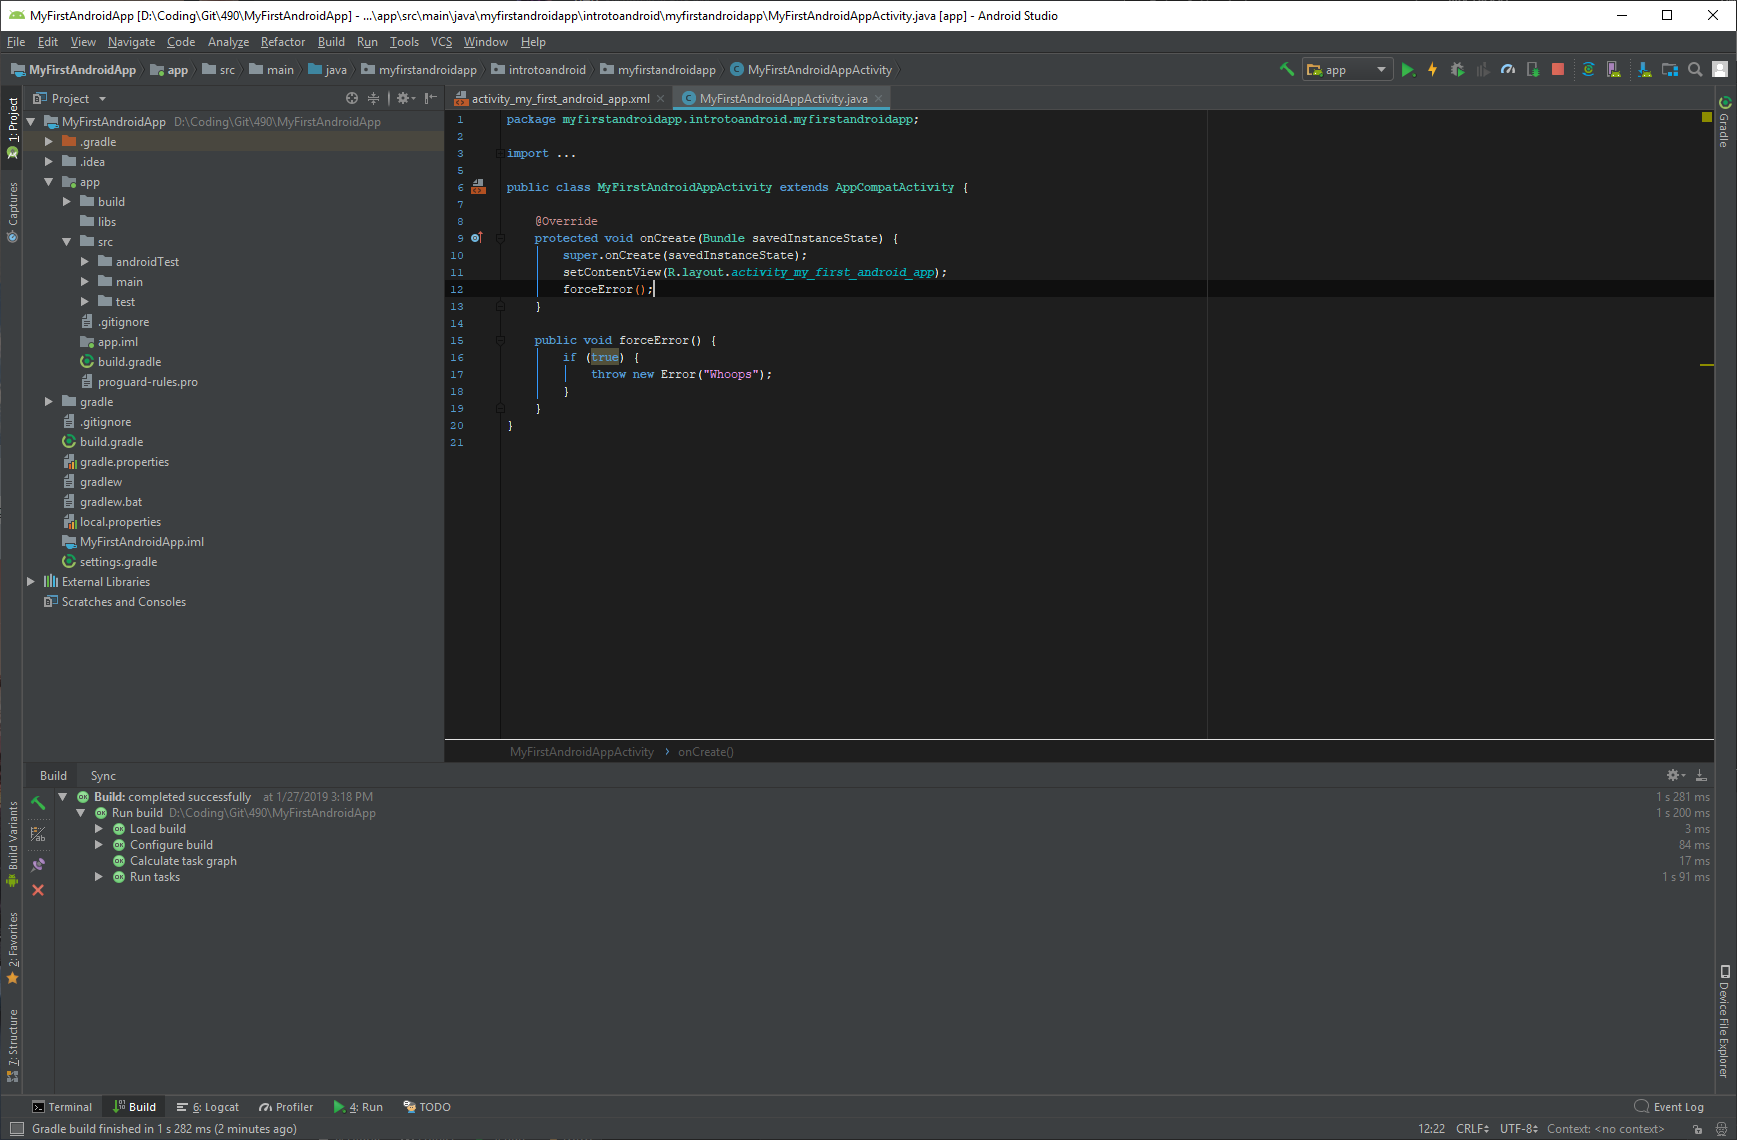 MyFirstAndroidApp [D:\Coding\Git\490\MyFirstAndroidApp] - ...\app\src\main\java\myfirstandroidapp\introtoandroid\myfirstandroidapp\MyFirstAndroidAppActivity.java [app] - Android Studio
File Edit View Navigate Code Analyze Refactor Build Run Tools VCS Window Help
MyFirstAndroidApp app src main java myfirstandroidapp introtoandroid myfirstandroidapp MyFirstAndroidAppActivity app
1: Project
Captures
Build Variants
2: Favorites
7: Structure
Project
MyFirstAndroidApp D:\Coding\Git\490\MyFirstAndroidApp
.gradle
.idea
app
build
libs
src
androidTest
main
test
.gitignore
app.iml
build.gradle
proguard-rules.pro
gradle
.gitignore
build.gradle
gradle.properties
gradlew
gradlew.bat
local.properties
MyFirstAndroidApp.iml
settings.gradle
External Libraries
Scratches and Consoles
activity_my_first_android_app.xml MyFirstAndroidAppActivity.java
1 package myfirstandroidapp.introtoandroid.myfirstandroidapp;
2
3 import ...
5
6 public class MyFirstAndroidAppActivity extends AppCompatActivity {
7
8 @Override
9 protected void onCreate(Bundle savedInstanceState) {
10 super.onCreate(savedInstanceState);
11 setContentView(R.layout.activity_my_first_android_app);
12 forceError();
13 }
14
15 public void forceError() {
16 if (true) {
17 throw new Error("Whoops");
18 }
19 }
20 }
21
MyFirstAndroidAppActivity › onCreate()
Gradle
Device File Explorer
Build Sync
Build: completed successfully at 1/27/2019 3:18 PM 1 s 281 ms
Run build D:\Coding\Git\490\MyFirstAndroidApp 1 s 200 ms
Load build 3 ms
Configure build 84 ms
Calculate task graph 17 ms
Run tasks 1 s 91 ms
Terminal Build 6: Logcat Profiler 4: Run TODO Event Log
Gradle build finished in 1 s 282 ms (2 minutes ago) 12:22 CRLF UTF-8 Context: <no context>